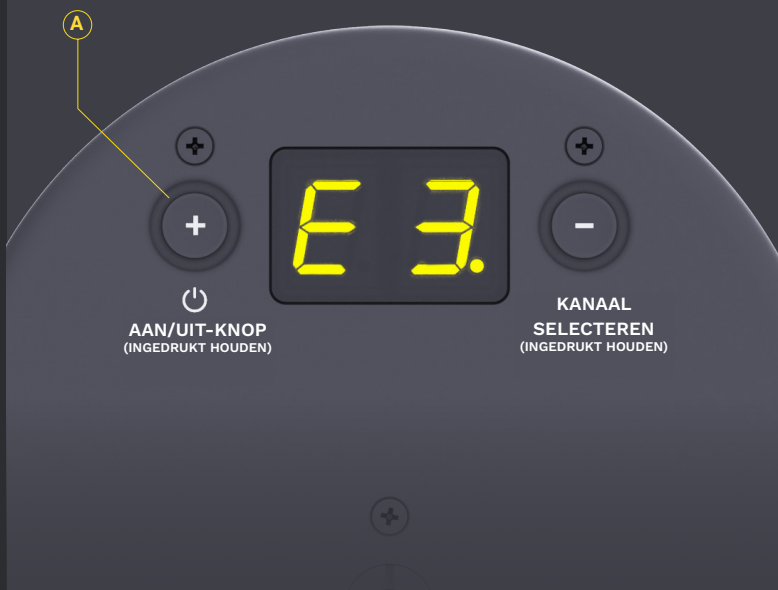 A
+
E 3.
−
AAN/UIT-KNOP
(INGEDRUKT HOUDEN)
KANAAL
SELECTEREN
(INGEDRUKT HOUDEN)